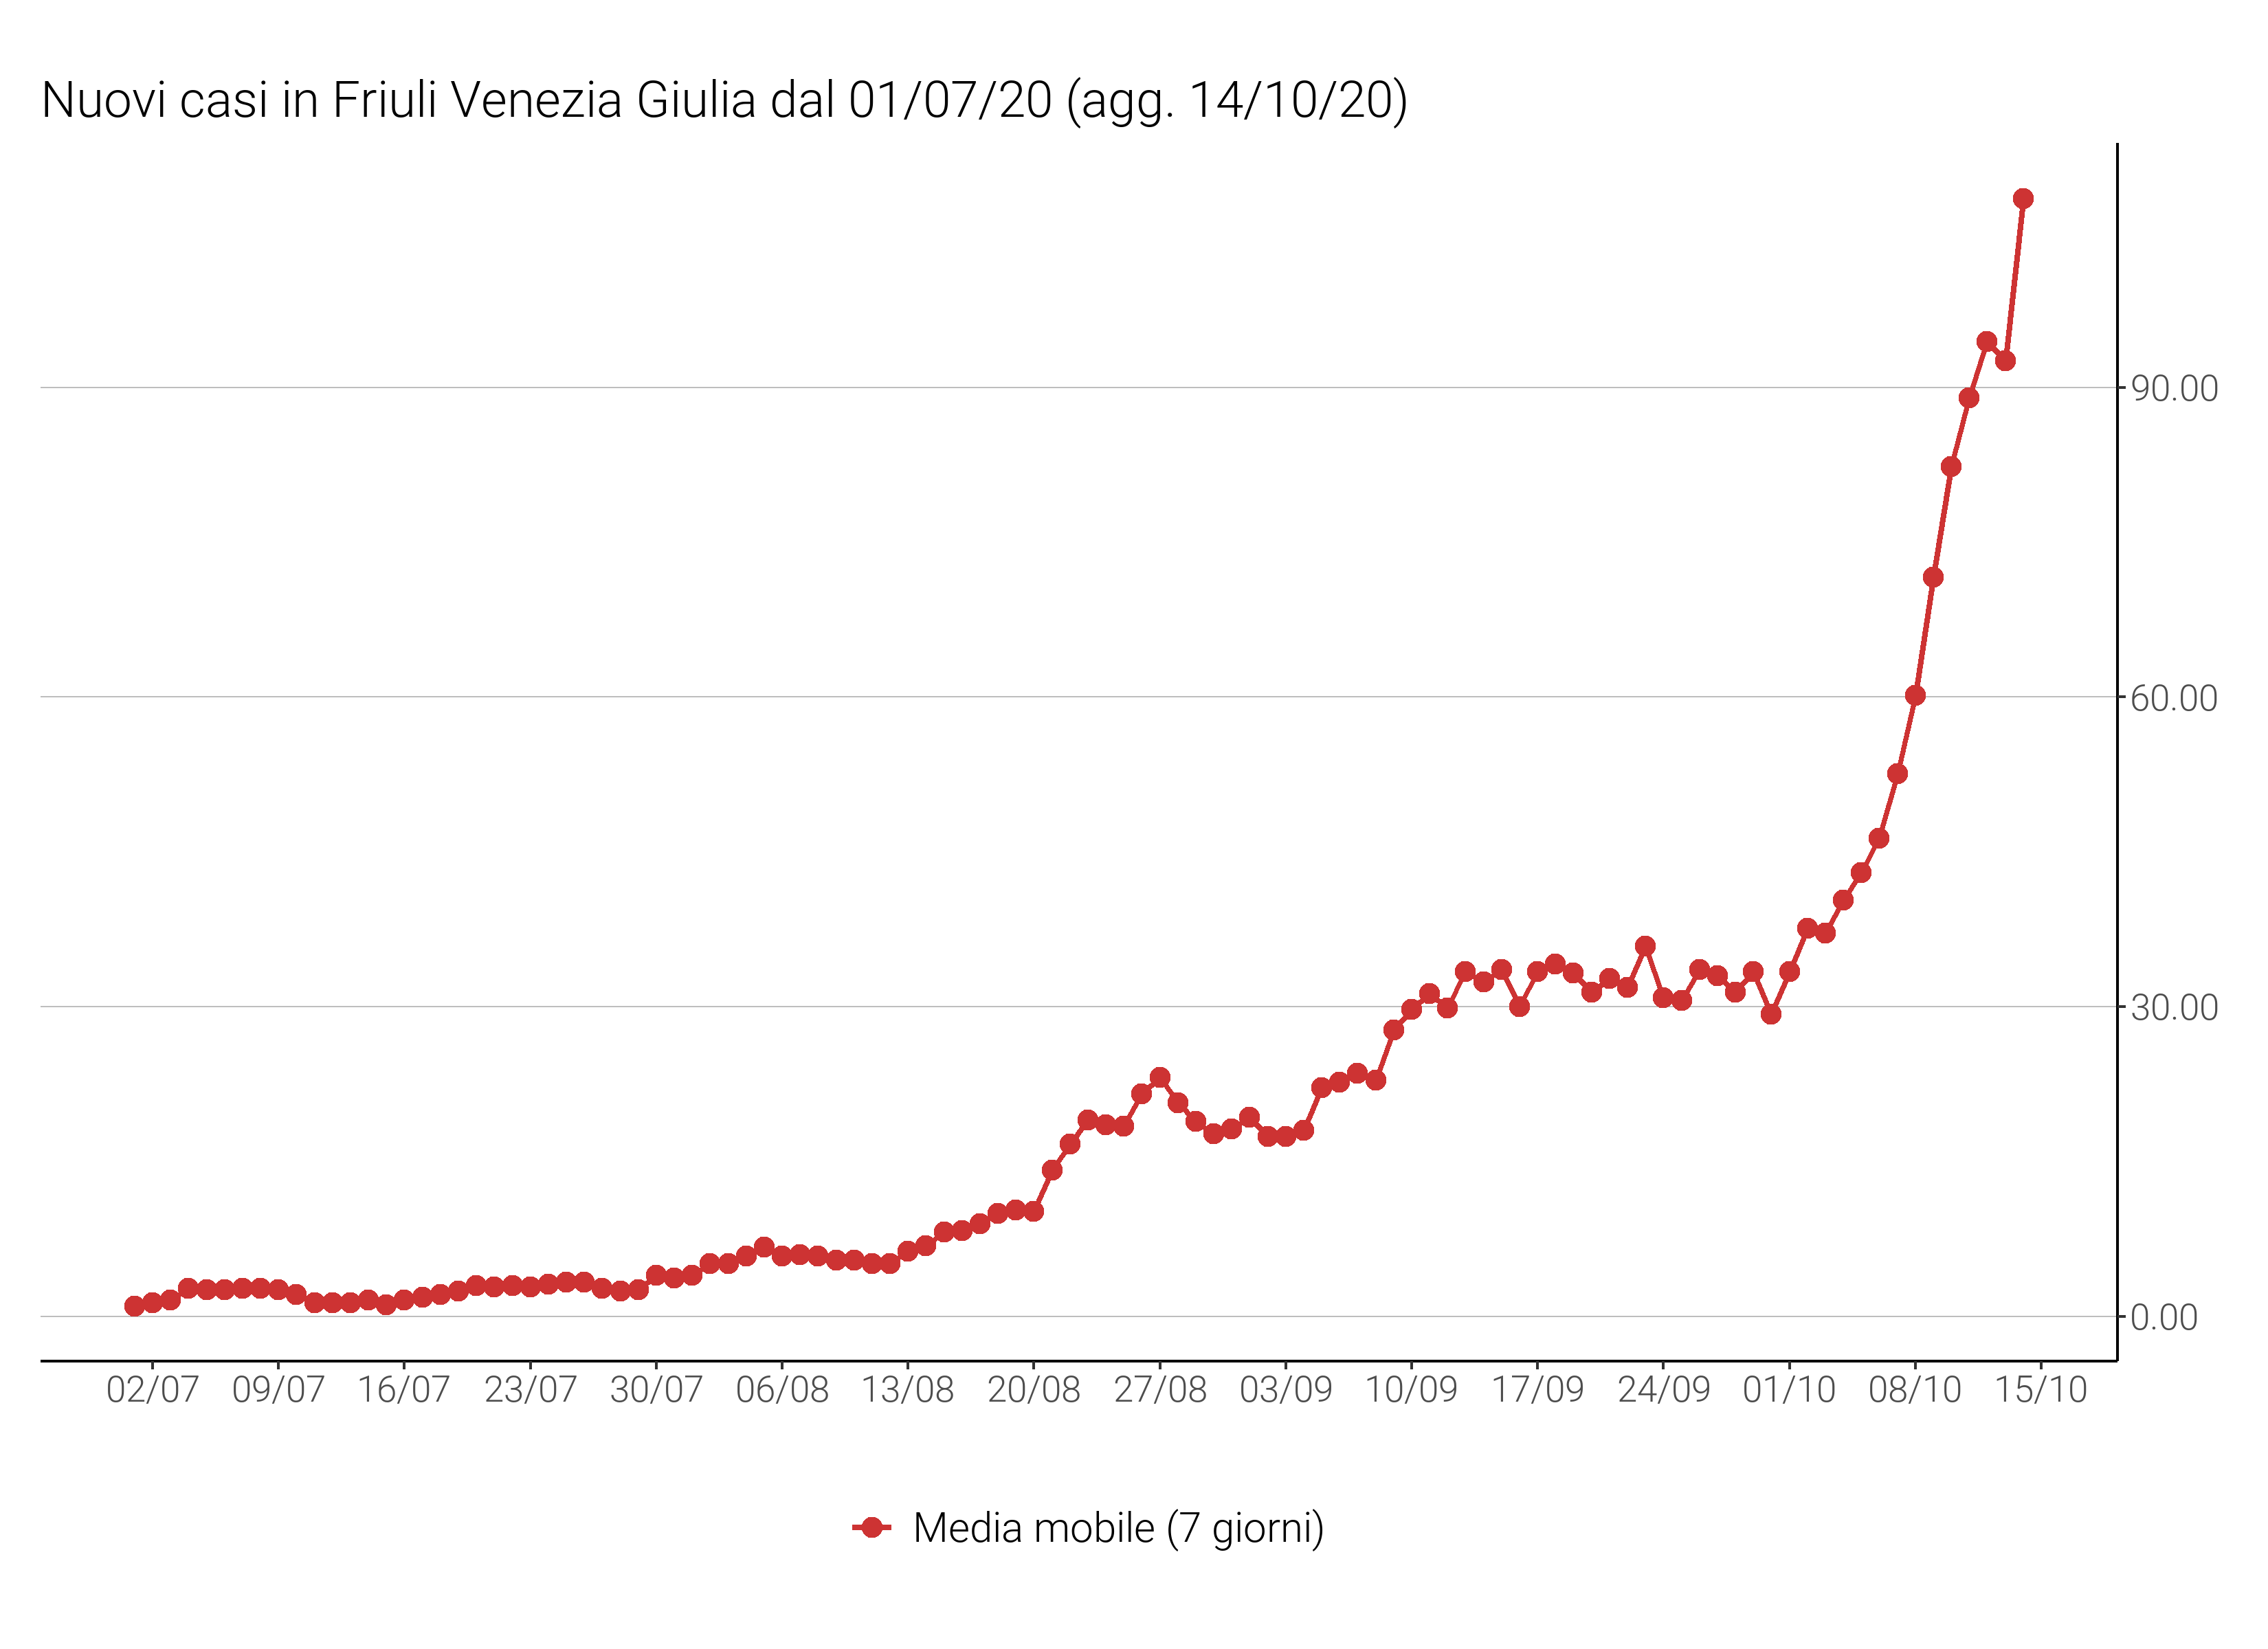 Nuovi casi in Friuli Venezia Giulia dal 01/07/20 (agg. 14/10/20)
90.00
60.00
30.00
0.00
02/07 09/07 16/07 23/07 30/07 06/08 13/08 20/08 27/08 03/09 10/09 17/09 24/09 01/10 08/10 15/10
Media mobile (7 giorni)